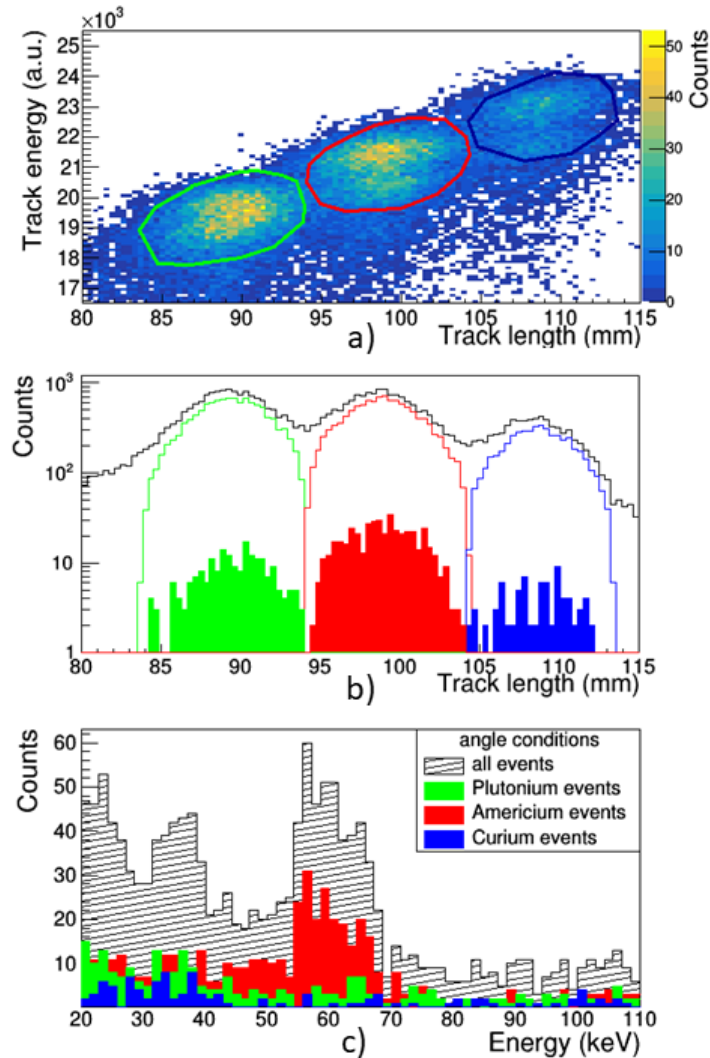 ×10³
Track energy (a.u.)
25
24
23
22
21
20
19
18
17
80 85 90 95 100 105 110 115
Track length (mm)
Counts
50
40
30
20
10
0
a)
Counts
10³
10²
10
1
80 85 90 95 100 105 110 115
Track length (mm)
b)
Counts
60
50
40
30
20
10
angle conditions
all events
Plutonium events
Americium events
Curium events
20 30 40 50 60 70 80 90 100 110
Energy (keV)
c)